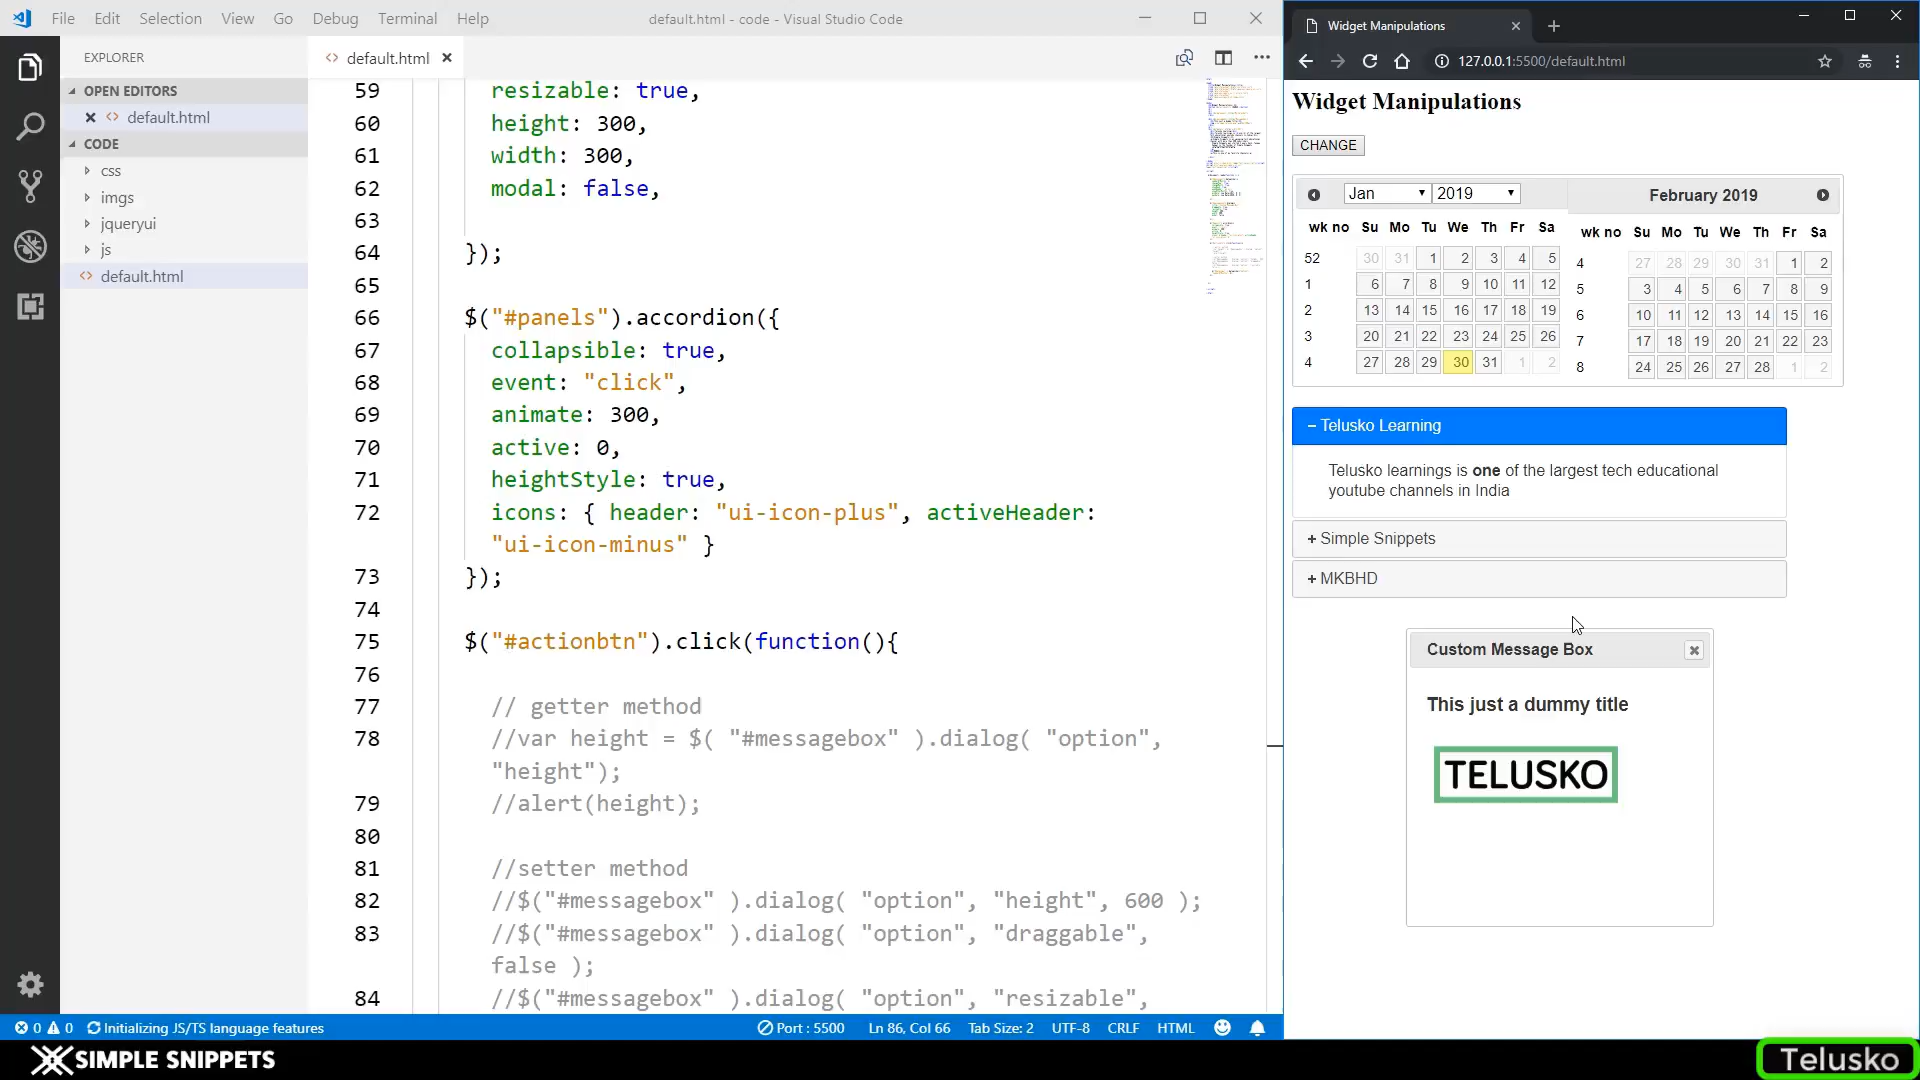 File Edit Selection View Go Debug Terminal Help
default.html - code - Visual Studio Code
EXPLORER
OPEN EDITORS
default.html
CODE
css
imgs
jqueryui
js
default.html
default.html
59 resizable: true,
60 height: 300,
61 width: 300,
62 modal: false,
63
64 });
65
66 $("#panels").accordion({
67 collapsible: true,
68 event: "click",
69 animate: 300,
70 active: 0,
71 heightStyle: true,
72 icons: { header: "ui-icon-plus", activeHeader:
"ui-icon-minus" }
73 });
74
75 $("#actionbtn").click(function(){
76
77 // getter method
78 //var height = $( "#messagebox" ).dialog( "option",
"height");
79 //alert(height);
80
81 //setter method
82 //$("#messagebox" ).dialog( "option", "height", 600 );
83 //$("#messagebox" ).dialog( "option", "draggable",
false );
84 //$("#messagebox" ).dialog( "option", "resizable",
0 0 Initializing JS/TS language features
Port : 5500 Ln 86, Col 66 Tab Size: 2 UTF-8 CRLF HTML
Widget Manipulations
127.0.0.1:5500/default.html
Widget Manipulations
CHANGE
Jan 2019
wk no Su Mo Tu We Th Fr Sa
52 30 31 1 2 3 4 5
1 6 7 8 9 10 11 12
2 13 14 15 16 17 18 19
3 20 21 22 23 24 25 26
4 27 28 29 30 31 1 2
February 2019
wk no Su Mo Tu We Th Fr Sa
4 27 28 29 30 31 1 2
5 3 4 5 6 7 8 9
6 10 11 12 13 14 15 16
7 17 18 19 20 21 22 23
8 24 25 26 27 28 1 2
Telusko Learning
Telusko learnings is one of the largest tech educational
youtube channels in India
Simple Snippets
MKBHD
Custom Message Box
This just a dummy title
TELUSKO
SIMPLE SNIPPETS
Telusko